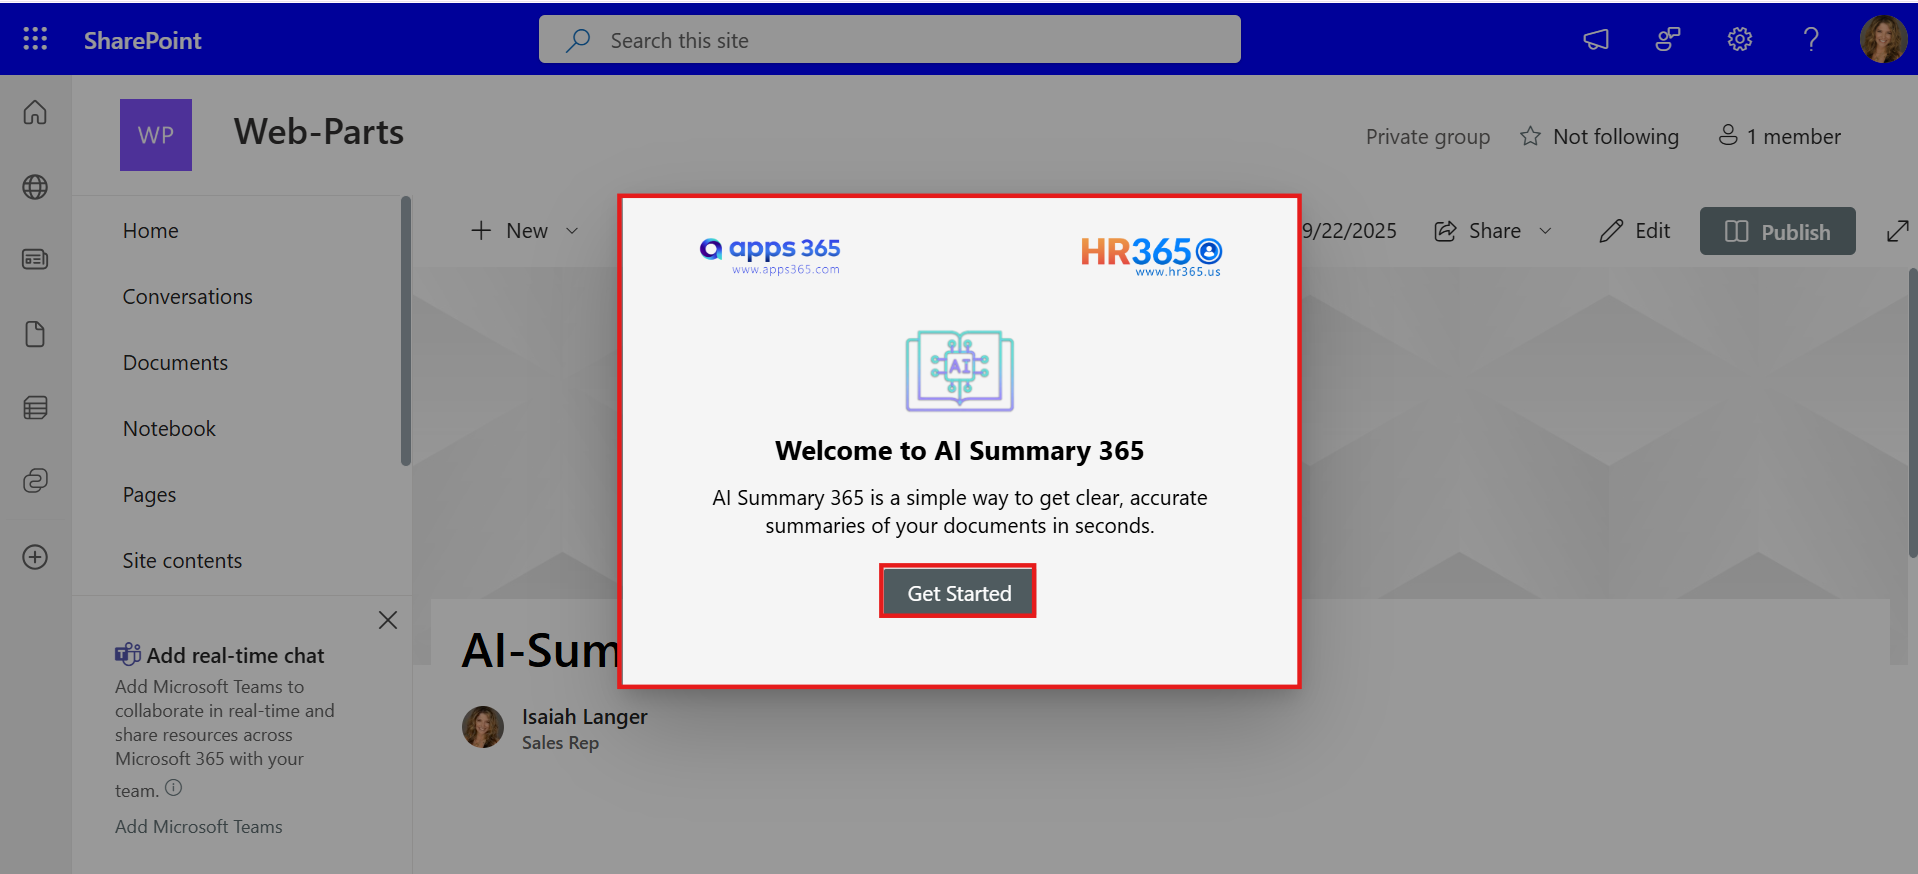 SharePoint
Search this site
WP
Web-Parts
Private group
Not following
1 member
Home
Conversations
Documents
Notebook
Pages
Site contents
New
9/22/2025
Share
Edit
Publish
apps 365
www.apps365.com
HR365
www.hr365.us
AI
Welcome to AI Summary 365
AI Summary 365 is a simple way to get clear, accurate
summaries of your documents in seconds.
Get Started
Add real-time chat
Add Microsoft Teams to
collaborate in real-time and
share resources across
Microsoft 365 with your
team.
Add Microsoft Teams
AI-Sum
Isaiah Langer
Sales Rep